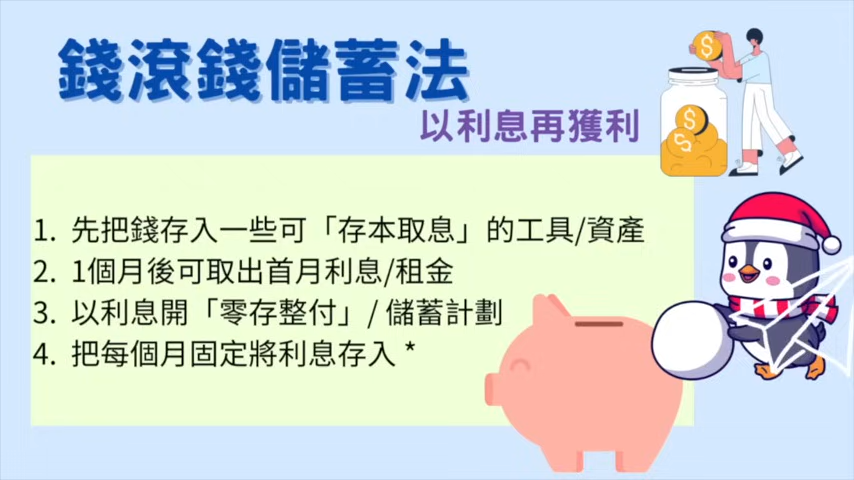 錢滾錢儲蓄法
以利息再獲利
1. 先把錢存入一些可「存本取息」的工具/資產
2. 1個月後可取出首月利息/租金
3. 以利息開「零存整付」/ 儲蓄計劃
4. 把每個月固定將利息存入 *